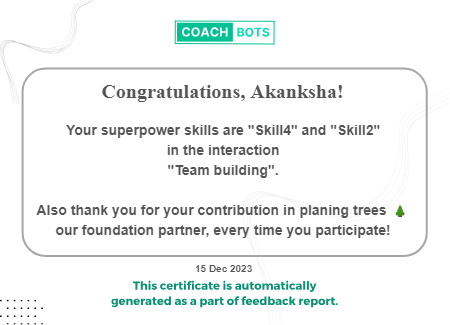 COACH BOTS
Congratulations, Akanksha!
Your superpower skills are "Skill4" and "Skill2"
in the interaction
"Team building".
Also thank you for your contribution in planing trees 🌲
our foundation partner, every time you participate!
15 Dec 2023
This certificate is automatically
generated as a part of feedback report.